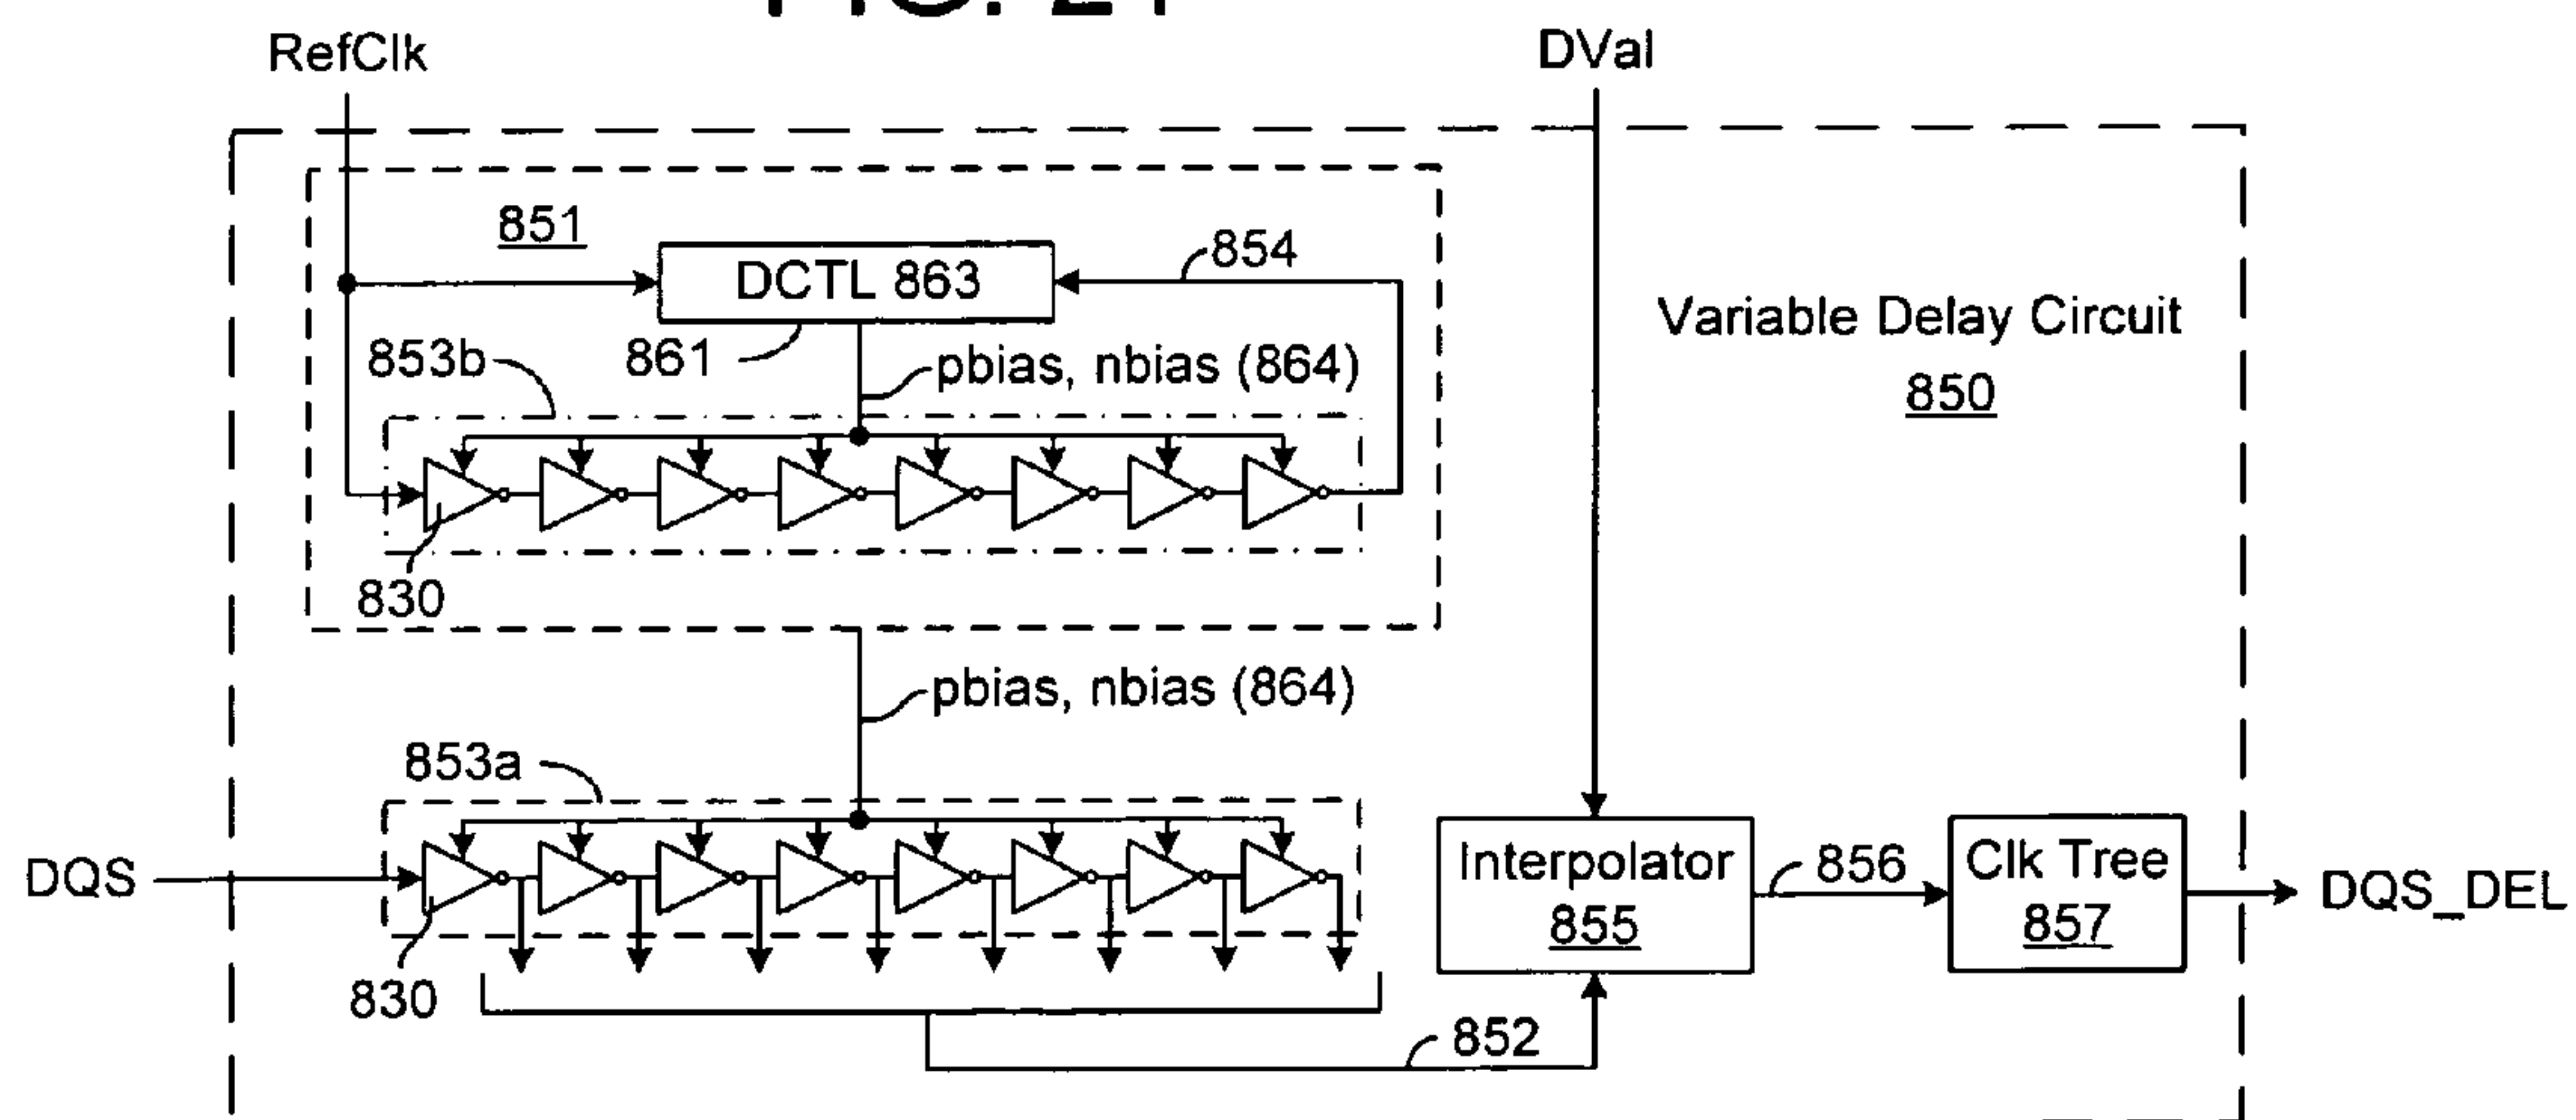 RefClk
DVal
851
DCTL 863
854
Variable Delay Circuit
850
853b
861
pbias, nbias (864)
830
pbias, nbias (864)
853a
DQS
Interpolator
855
856
Clk Tree
857
DQS_DEL
830
852